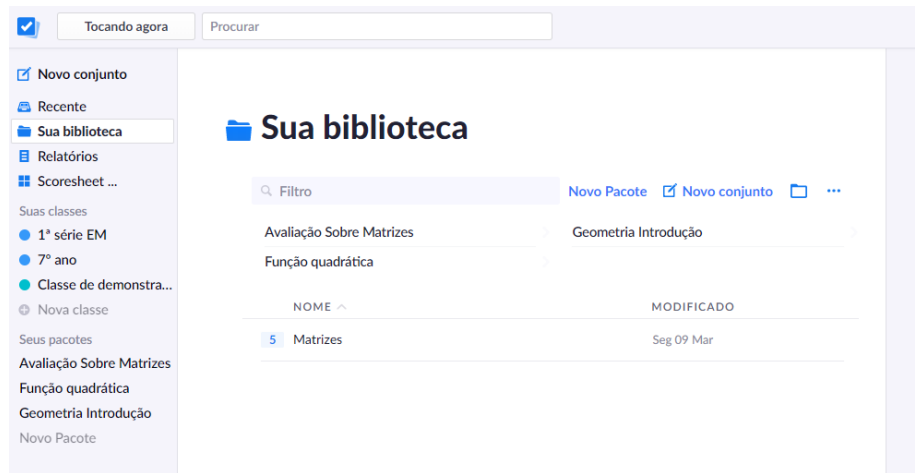 Tocando agora
Procurar
Novo conjunto
Recente
Sua biblioteca
Relatórios
Scoresheet ...
Suas classes
1ª série EM
7° ano
Classe de demonstra...
Nova classe
Seus pacotes
Avaliação Sobre Matrizes
Função quadrática
Geometria Introdução
Novo Pacote
Sua biblioteca
Filtro
Novo Pacote
Novo conjunto
Avaliação Sobre Matrizes
Geometria Introdução
Função quadrática
NOME
MODIFICADO
5 Matrizes
Seg 09 Mar